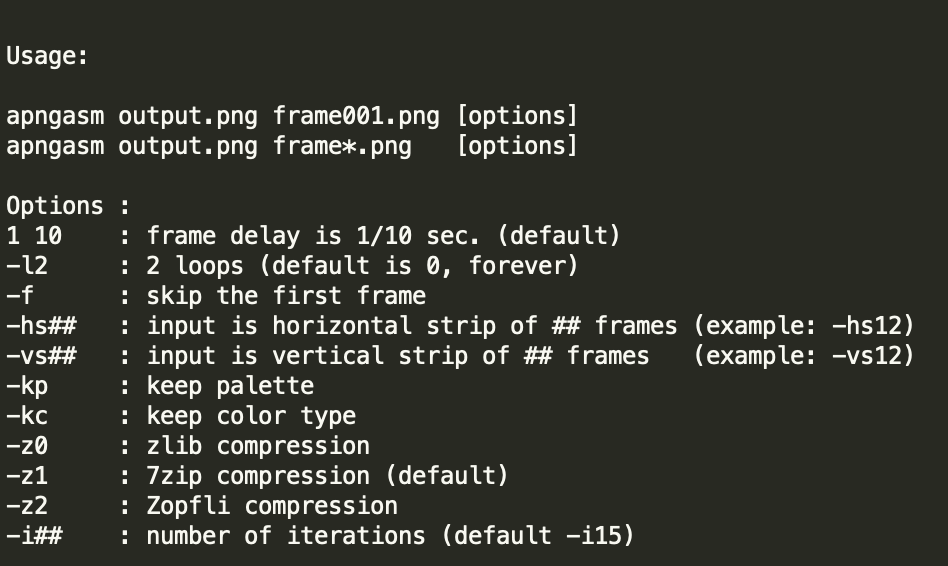 Usage:
apngasm output.png frame001.png [options]
apngasm output.png frame*.png   [options]
Options :
1 10    : frame delay is 1/10 sec. (default)
-l2     : 2 loops (default is 0, forever)
-f      : skip the first frame
-hs##   : input is horizontal strip of ## frames (example: -hs12)
-vs##   : input is vertical strip of ## frames   (example: -vs12)
-kp     : keep palette
-kc     : keep color type
-z0     : zlib compression
-z1     : 7zip compression (default)
-z2     : Zopfli compression
-i##    : number of iterations (default -i15)